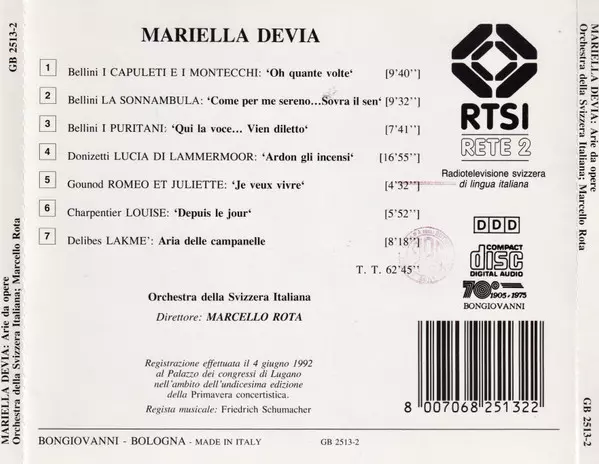 GB 2513-2
MARIELLA DEVIA: Arie da opere
Orchestra della Svizzera Italiana; Marcello Rota
MARIELLA DEVIA
1 Bellini I CAPULETI E I MONTECCHI: ‘Oh quante volte‘ [9'40'']
2 Bellini LA SONNAMBULA: ‘Come per me sereno...Sovra il sen‘ [9'32'']
3 Bellini I PURITANI: ‘Qui la voce... Vien diletto‘ [7'41'']
4 Donizetti LUCIA DI LAMMERMOOR: ‘Ardon gli incensi‘ [16'55'']
5 Gounod ROMEO ET JULIETTE: ‘Je veux vivre‘ [4'32'']
6 Charpentier LOUISE: ‘Depuis le jour‘ [5'52'']
7 Delibes LAKME': Aria delle campanelle [8'18'']
T. T. 62'45''
Orchestra della Svizzera Italiana
Direttore: MARCELLO ROTA
Registrazione effettuata il 4 giugno 1992
al Palazzo dei congressi di Lugano
nell'ambito dell'undicesima edizione
della Primavera concertistica.
Regista musicale: Friedrich Schumacher
RTSI
RETE 2
Radiotelevisione svizzera
di lingua italiana
DDD
COMPACT
disc
DIGITAL AUDIO
70° 1905-1975
BONGIOVANNI
8 007068 251322
BONGIOVANNI - BOLOGNA - MADE IN ITALY GB 2513-2
MARIELLA DEVIA: Arie da opere
Orchestra della Svizzera Italiana; Marcello Rota
GB 2513-2